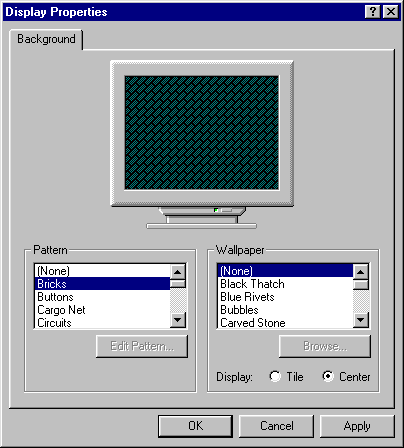 Display Properties
Background
Pattern
(None)
Bricks
Buttons
Cargo Net
Circuits
Edit Pattern...
Wallpaper
(None)
Black Thatch
Blue Rivets
Bubbles
Carved Stone
Browse...
Display: Tile Center
OK Cancel Apply